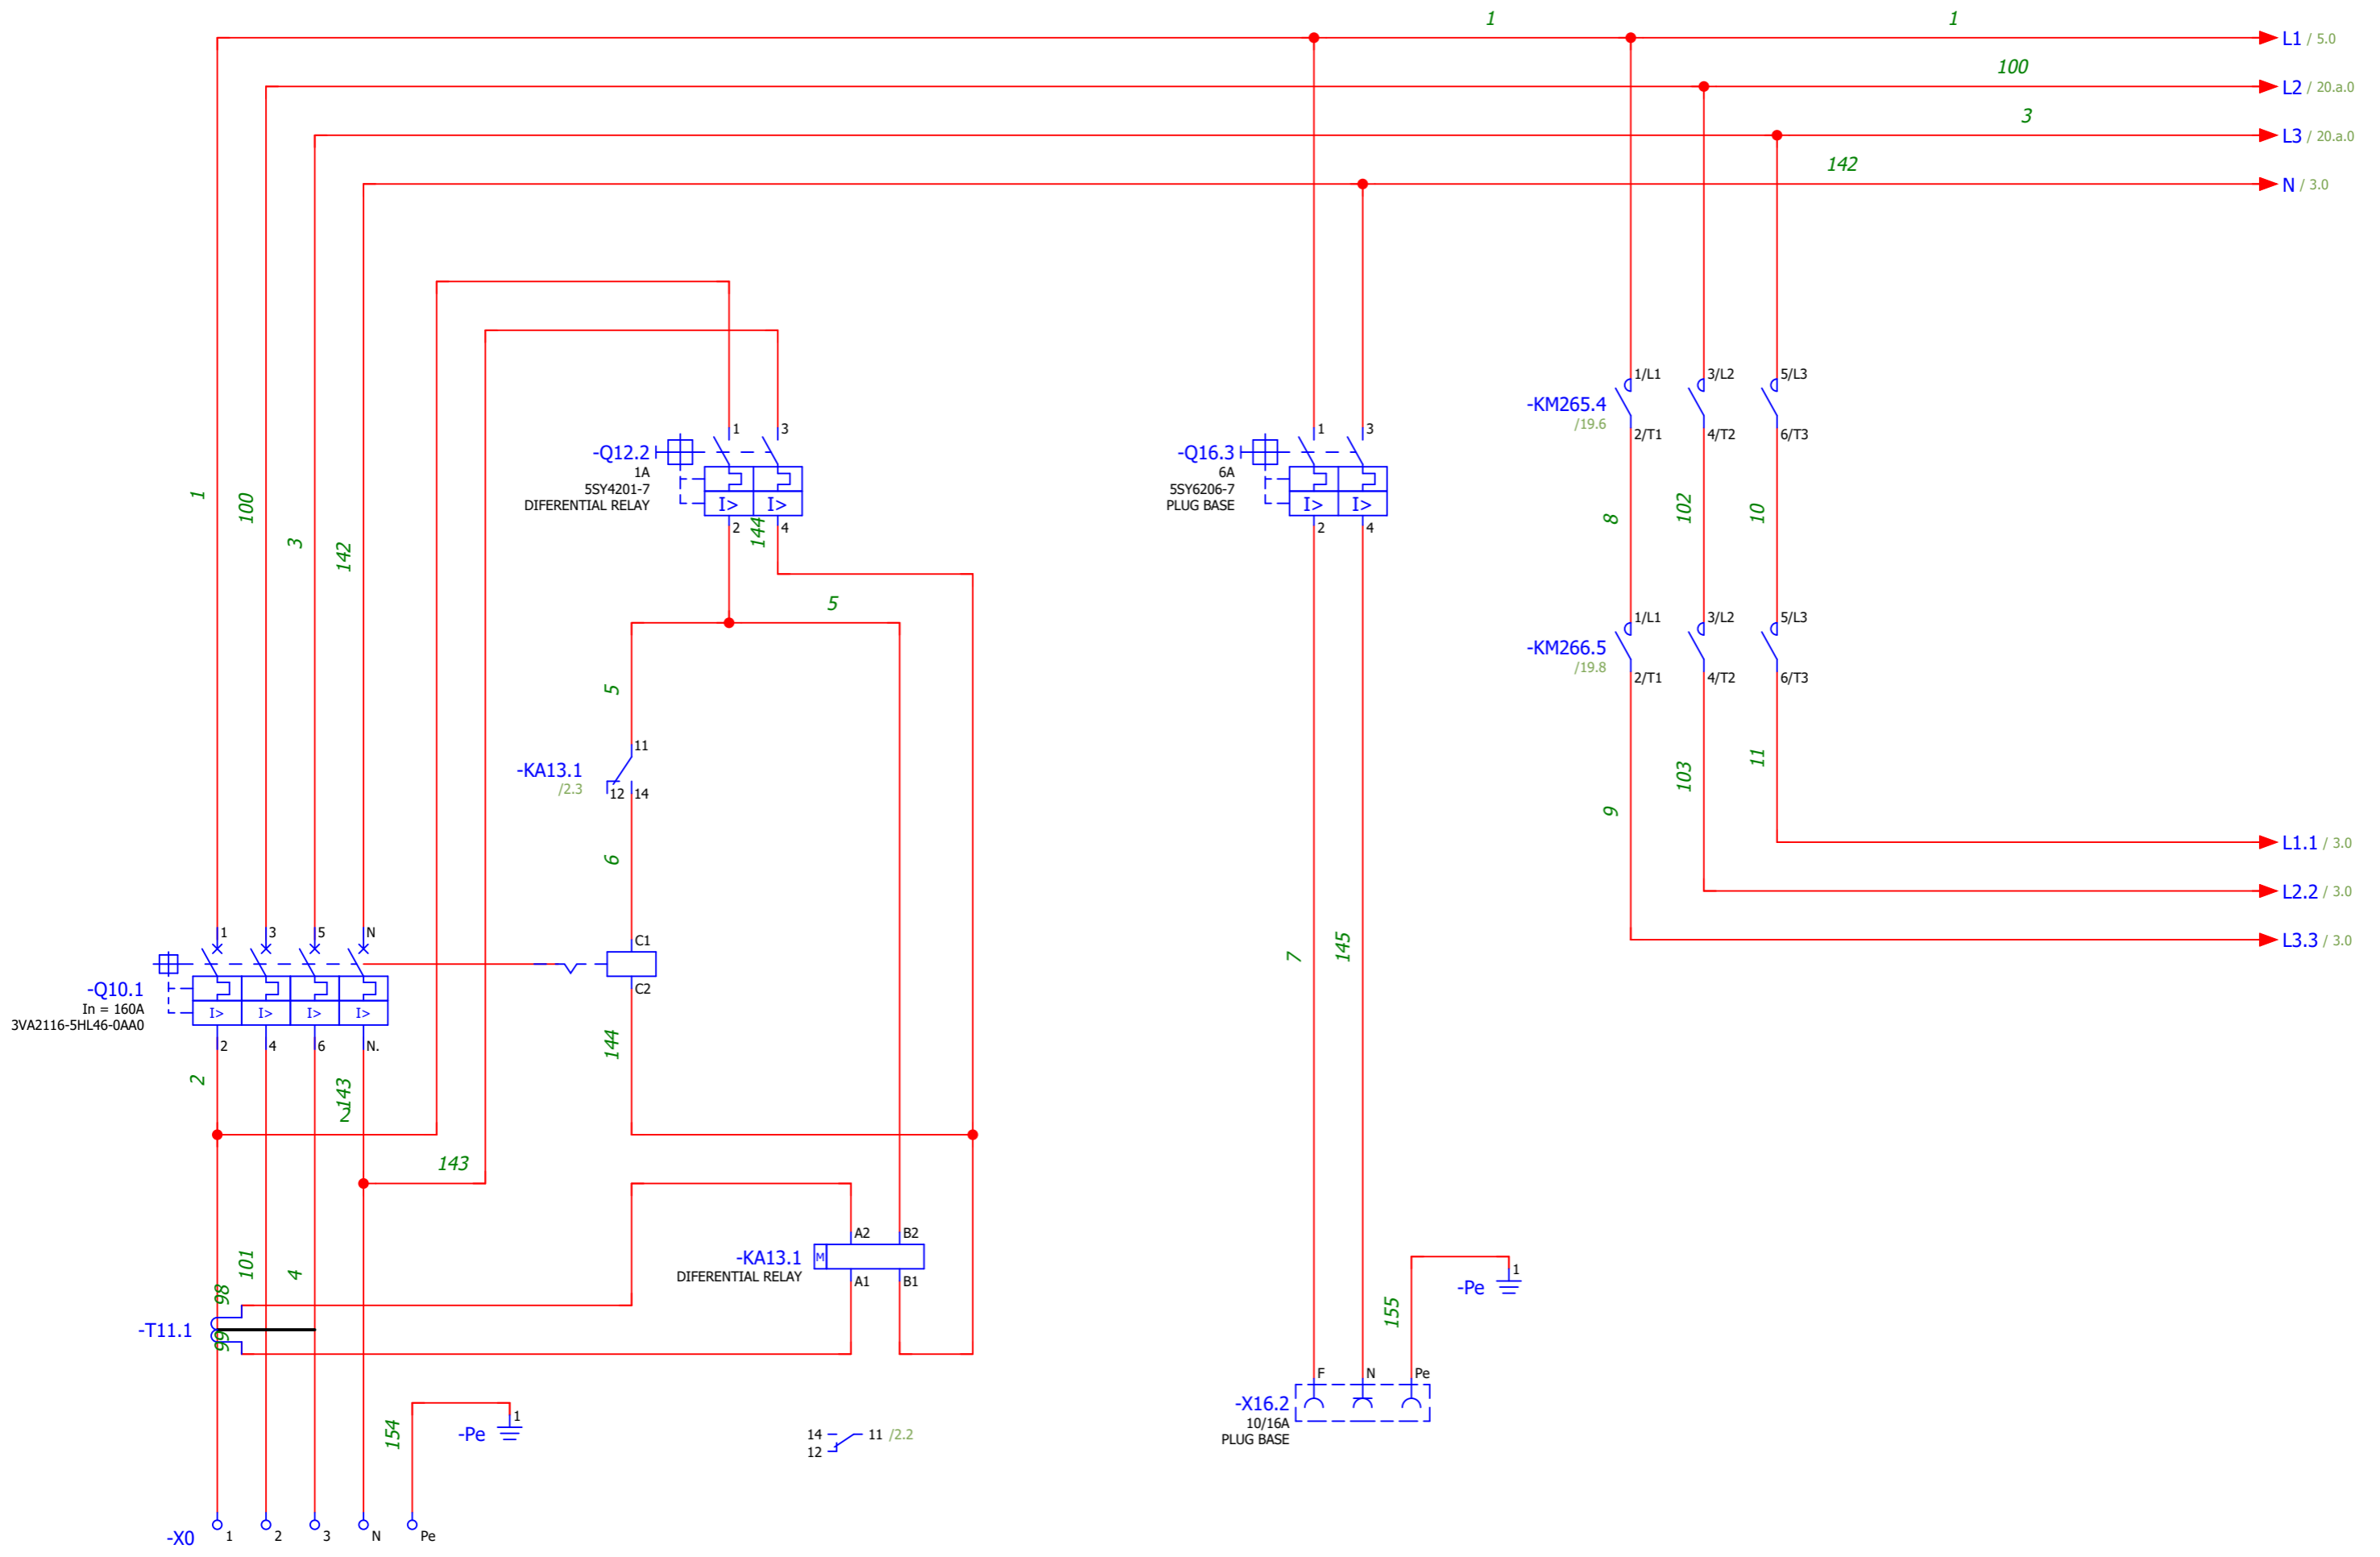 1
1
L1 / 5.0
100
L2 / 20.a.0
3
L3 / 20.a.0
142
N / 3.0
1/L1
3/L2
5/L3
-KM265.4
/19.6
2/T1
4/T2
6/T3
1
3
-Q12.2
1A
5SY4201-7
DIFERENTIAL RELAY
I>
I>
2
144
4
1
3
-Q16.3
6A
5SY6206-7
PLUG BASE
I>
I>
2
4
1
100
3
142
8
102
10
5
1/L1
3/L2
5/L3
-KM266.5
/19.8
2/T1
4/T2
6/T3
5
11
-KA13.1
/2.3
12
14
103
11
9
L1.1 / 3.0
6
L2.2 / 3.0
L3.3 / 3.0
1
3
5
N
C1
7
145
-Q10.1
In = 160A
3VA2116-5HL46-0AA0
I>
I>
I>
I>
C2
2
4
6
N.
144
2
143
2
143
A2
B2
-KA13.1
M
DIFERENTIAL RELAY
A1
B1
101
4
98
-T11.1
99
-Pe
1
155
F
N
Pe
-X16.2
10/16A
PLUG BASE
154
-Pe
1
14
11 /2.2
12
-X0
1
2
3
N
Pe